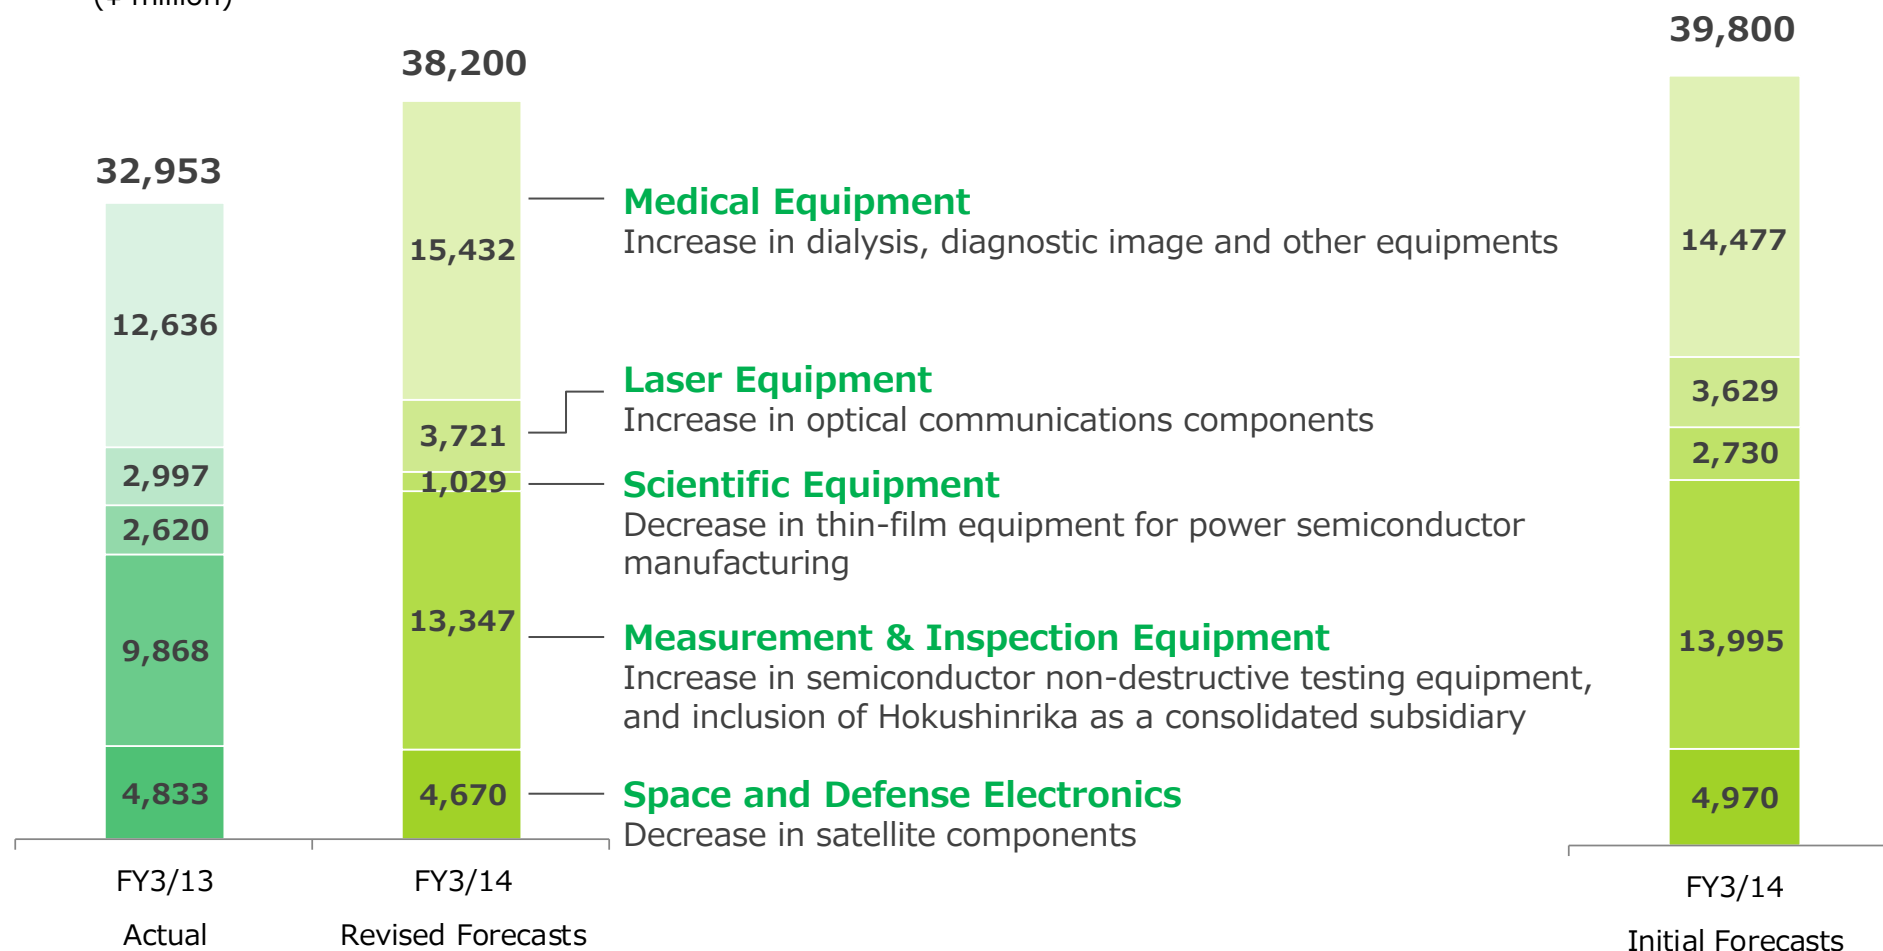 million)
39,800
38,200
32,953
12,636
2,997
2,620
9,868
4,833
15,432
3,721
1,029
13,347
4,670
Medical Equipment
Increase in dialysis, diagnostic image and other equipments
Laser Equipment
Increase in optical communications components
Scientific Equipment
Decrease in thin-film equipment for power semiconductor
manufacturing
Measurement & Inspection Equipment
Increase in semiconductor non-destructive testing equipment,
and inclusion of Hokushinrika as a consolidated subsidiary
Space and Defense Electronics
Decrease in satellite components
14,477
3,629
2,730
13,995
4,970
FY3/13
Actual
FY3/14
Revised Forecasts
FY3/14
Initial Forecasts